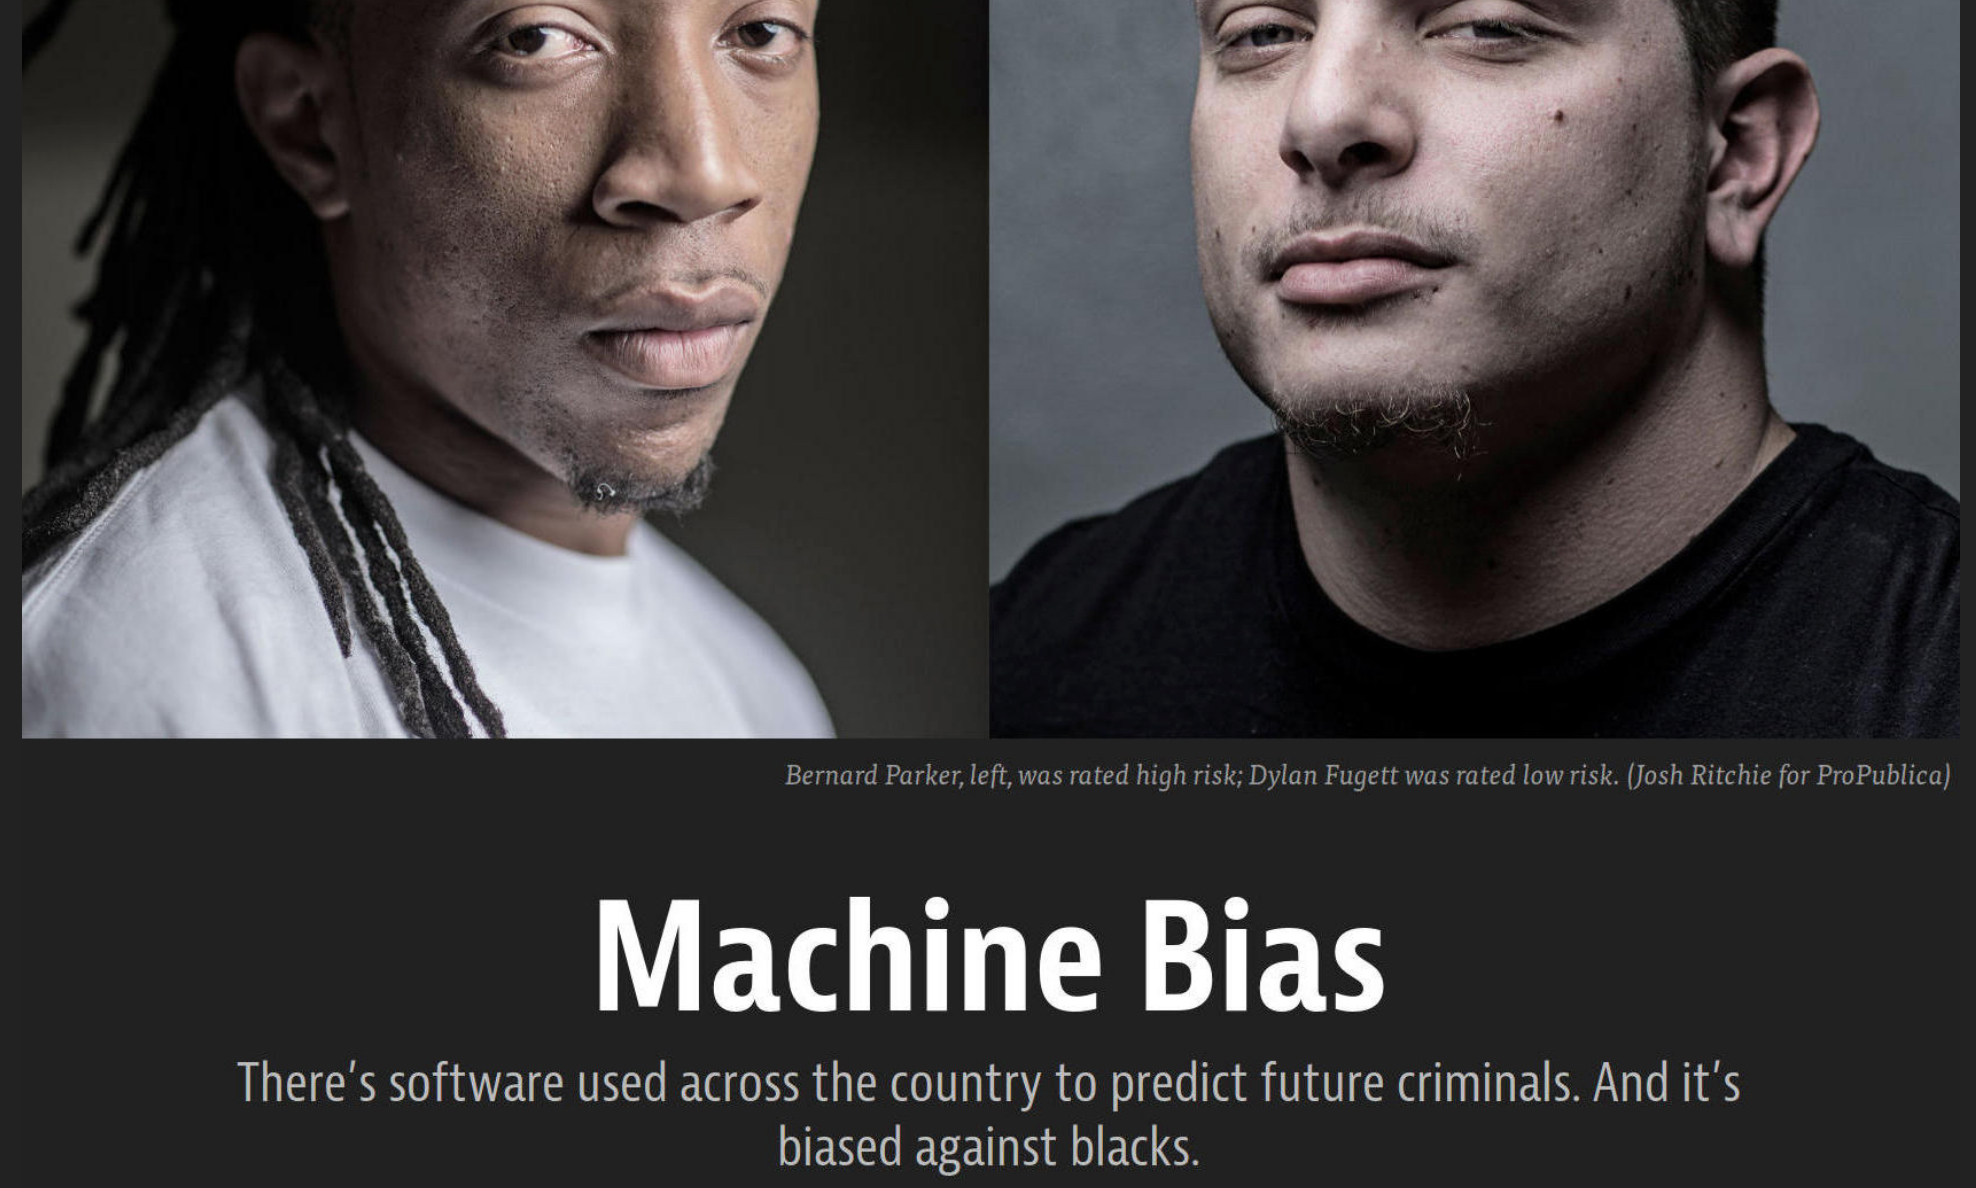 Bernard Parker, left, was rated high risk; Dylan Fugett was rated low risk. (Josh Ritchie for ProPublica)
Machine Bias
There's software used across the country to predict future criminals. And it's
biased against blacks.